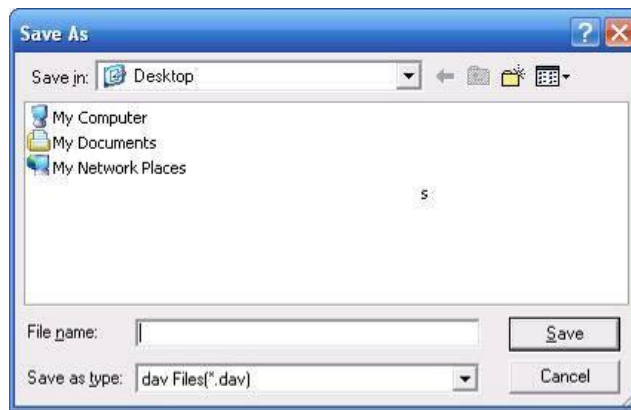 Save As
Save in: Desktop
My Computer
My Documents
My Network Places
s
File name: Save
Save as type: dav Files(*.dav) Cancel